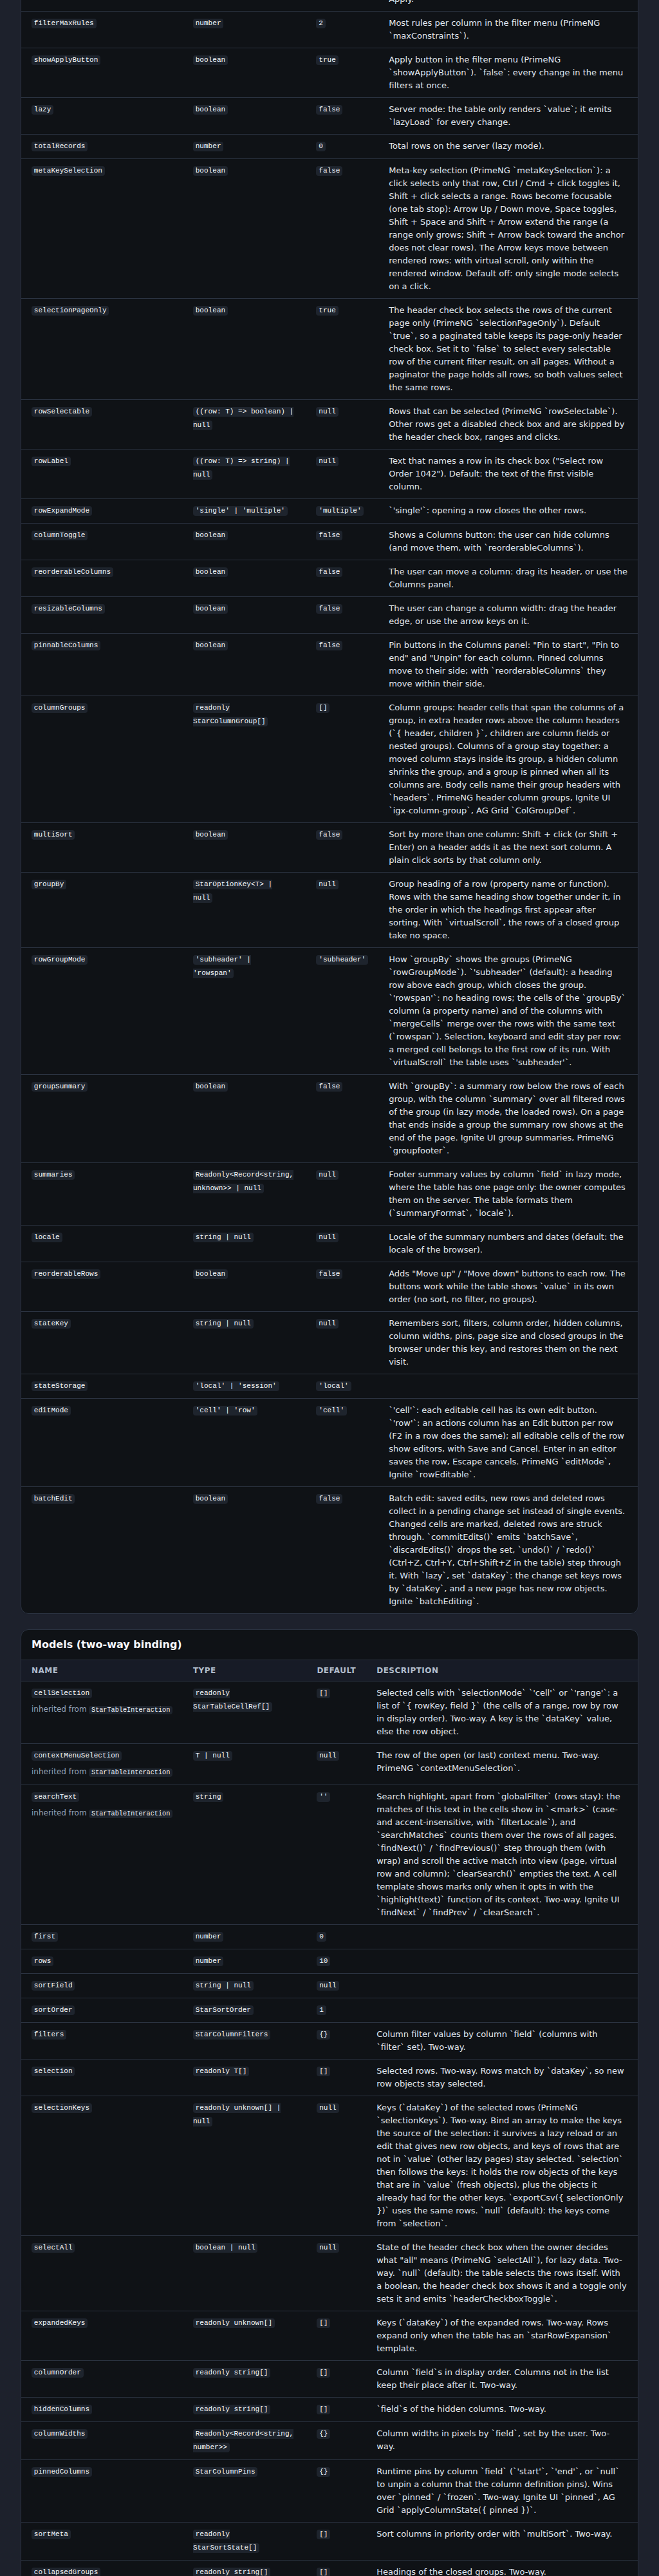 Apply.
filterMaxRules number 2 Most rules per column in the filter menu (PrimeNG
`maxConstraints`).
showApplyButton boolean true Apply button in the filter menu (PrimeNG
`showApplyButton`). `false`: every change in the menu
filters at once.
lazy boolean false Server mode: the table only renders `value`; it emits
`lazyLoad` for every change.
totalRecords number 0 Total rows on the server (lazy mode).
metaKeySelection boolean false Meta-key selection (PrimeNG `metaKeySelection`): a
click selects only that row, Ctrl / Cmd + click toggles it,
Shift + click selects a range. Rows become focusable
(one tab stop): Arrow Up / Down move, Space toggles,
Shift + Space and Shift + Arrow extend the range (a
range only grows; Shift + Arrow back toward the anchor
does not clear rows). The Arrow keys move between
rendered rows: with virtual scroll, only within the
rendered window. Default off: only single mode selects
on a click.
selectionPageOnly boolean true The header check box selects the rows of the current
page only (PrimeNG `selectionPageOnly`). Default
`true`, so a paginated table keeps its page-only header
check box. Set it to `false` to select every selectable
row of the current filter result, on all pages. Without a
paginator the page holds all rows, so both values select
the same rows.
rowSelectable ((row: T) => boolean) | null Rows that can be selected (PrimeNG `rowSelectable`).
null Other rows get a disabled check box and are skipped by
the header check box, ranges and clicks.
rowLabel ((row: T) => string) | null Text that names a row in its check box ("Select row
null Order 1042"). Default: the text of the first visible
column.
rowExpandMode 'single' | 'multiple' 'multiple' `'single'`: opening a row closes the other rows.
columnToggle boolean false Shows a Columns button: the user can hide columns
(and move them, with `reorderableColumns`).
reorderableColumns boolean false The user can move a column: drag its header, or use the
Columns panel.
resizableColumns boolean false The user can change a column width: drag the header
edge, or use the arrow keys on it.
pinnableColumns boolean false Pin buttons in the Columns panel: "Pin to start", "Pin to
end" and "Unpin" for each column. Pinned columns
move to their side; with `reorderableColumns` they
move within their side.
columnGroups readonly [] Column groups: header cells that span the columns of a
StarColumnGroup[] group, in extra header rows above the column headers
(`{ header, children }`, children are column fields or
nested groups). Columns of a group stay together: a
moved column stays inside its group, a hidden column
shrinks the group, and a group is pinned when all its
columns are. Body cells name their group headers with
`headers`. PrimeNG header column groups, Ignite UI
`igx-column-group`, AG Grid `ColGroupDef`.
multiSort boolean false Sort by more than one column: Shift + click (or Shift +
Enter) on a header adds it as the next sort column. A
plain click sorts by that column only.
groupBy StarOptionKey<T> | null Group heading of a row (property name or function).
null Rows with the same heading show together under it, in
the order in which the headings first appear after
sorting. With `virtualScroll`, the rows of a closed group
take no space.
rowGroupMode 'subheader' | 'subheader' How `groupBy` shows the groups (PrimeNG
'rowspan' `rowGroupMode`). `'subheader'` (default): a heading
row above each group, which closes the group.
`'rowspan'`: no heading rows; the cells of the `groupBy`
column (a property name) and of the columns with
`mergeCells` merge over the rows with the same text
(`rowspan`). Selection, keyboard and edit stay per row:
a merged cell belongs to the first row of its run. With
`virtualScroll` the table uses `'subheader'`.
groupSummary boolean false With `groupBy`: a summary row below the rows of each
group, with the column `summary` over all filtered rows
of the group (in lazy mode, the loaded rows). On a page
that ends inside a group the summary row shows at the
end of the page. Ignite UI group summaries, PrimeNG
`groupfooter`.
summaries Readonly<Record<string, null Footer summary values by column `field` in lazy mode,
unknown>> | null where the table has one page only: the owner computes
them on the server. The table formats them
(`summaryFormat`, `locale`).
locale string | null null Locale of the summary numbers and dates (default: the
locale of the browser).
reorderableRows boolean false Adds "Move up" / "Move down" buttons to each row. The
buttons work while the table shows `value` in its own
order (no sort, no filter, no groups).
stateKey string | null null Remembers sort, filters, column order, hidden columns,
column widths, pins, page size and closed groups in the
browser under this key, and restores them on the next
visit.
stateStorage 'local' | 'session' 'local'
editMode 'cell' | 'row' 'cell' `'cell'`: each editable cell has its own edit button.
`'row'`: an actions column has an Edit button per row
(F2 in a row does the same); all editable cells of the row
show editors, with Save and Cancel. Enter in an editor
saves the row, Escape cancels. PrimeNG `editMode`,
Ignite `rowEditable`.
batchEdit boolean false Batch edit: saved edits, new rows and deleted rows
collect in a pending change set instead of single events.
Changed cells are marked, deleted rows are struck
through. `commitEdits()` emits `batchSave`,
`discardEdits()` drops the set, `undo()` / `redo()`
(Ctrl+Z, Ctrl+Y, Ctrl+Shift+Z in the table) step through
it. With `lazy`, set `dataKey`: the change set keys rows
by `dataKey`, and a new page has new row objects.
Ignite `batchEditing`.
Models (two-way binding)
NAME TYPE DEFAULT DESCRIPTION
cellSelection readonly [] Selected cells with `selectionMode` `'cell'` or `'range'`: a
inherited from StarTableInteraction StarTableCellRef[] list of `{ rowKey, field }` (the cells of a range, row by row
in display order). Two-way. A key is the `dataKey` value,
else the row object.
contextMenuSelection T | null null The row of the open (or last) context menu. Two-way.
inherited from StarTableInteraction PrimeNG `contextMenuSelection`.
searchText string '' Search highlight, apart from `globalFilter` (rows stay): the
inherited from StarTableInteraction matches of this text in the cells show in `<mark>` (case-
and accent-insensitive, with `filterLocale`), and
`searchMatches` counts them over the rows of all pages.
`findNext()` / `findPrevious()` step through them (with
wrap) and scroll the active match into view (page, virtual
row and column); `clearSearch()` empties the text. A cell
template shows marks only when it opts in with the
`highlight(text)` function of its context. Two-way. Ignite UI
`findNext` / `findPrev` / `clearSearch`.
first number 0
rows number 10
sortField string | null null
sortOrder StarSortOrder 1
filters StarColumnFilters {} Column filter values by column `field` (columns with
`filter` set). Two-way.
selection readonly T[] [] Selected rows. Two-way. Rows match by `dataKey`, so new
row objects stay selected.
selectionKeys readonly unknown[] | null Keys (`dataKey`) of the selected rows (PrimeNG
null `selectionKeys`). Two-way. Bind an array to make the keys
the source of the selection: it survives a lazy reload or an
edit that gives new row objects, and keys of rows that are
not in `value` (other lazy pages) stay selected. `selection`
then follows the keys: it holds the row objects of the keys
that are in `value` (fresh objects), plus the objects it
already had for the other keys. `exportCsv({ selectionOnly
})` uses the same rows. `null` (default): the keys come
from `selection`.
selectAll boolean | null null State of the header check box when the owner decides
what "all" means (PrimeNG `selectAll`), for lazy data. Two-
way. `null` (default): the table selects the rows itself. With
a boolean, the header check box shows it and a toggle only
sets it and emits `headerCheckboxToggle`.
expandedKeys readonly unknown[] [] Keys (`dataKey`) of the expanded rows. Two-way. Rows
expand only when the table has an `starRowExpansion`
template.
columnOrder readonly string[] [] Column `field`s in display order. Columns not in the list
keep their place after it. Two-way.
hiddenColumns readonly string[] [] `field`s of the hidden columns. Two-way.
columnWidths Readonly<Record<string, {} Column widths in pixels by `field`, set by the user. Two-
number>> way.
pinnedColumns StarColumnPins {} Runtime pins by column `field` (`'start'`, `'end'`, or `null`
to unpin a column that the column definition pins). Wins
over `pinned` / `frozen`. Two-way. Ignite UI `pinned`, AG
Grid `applyColumnState({ pinned })`.
sortMeta readonly [] Sort columns in priority order with `multiSort`. Two-way.
StarSortState[]
collapsedGroups readonly string[] [] Headings of the closed groups. Two-way.